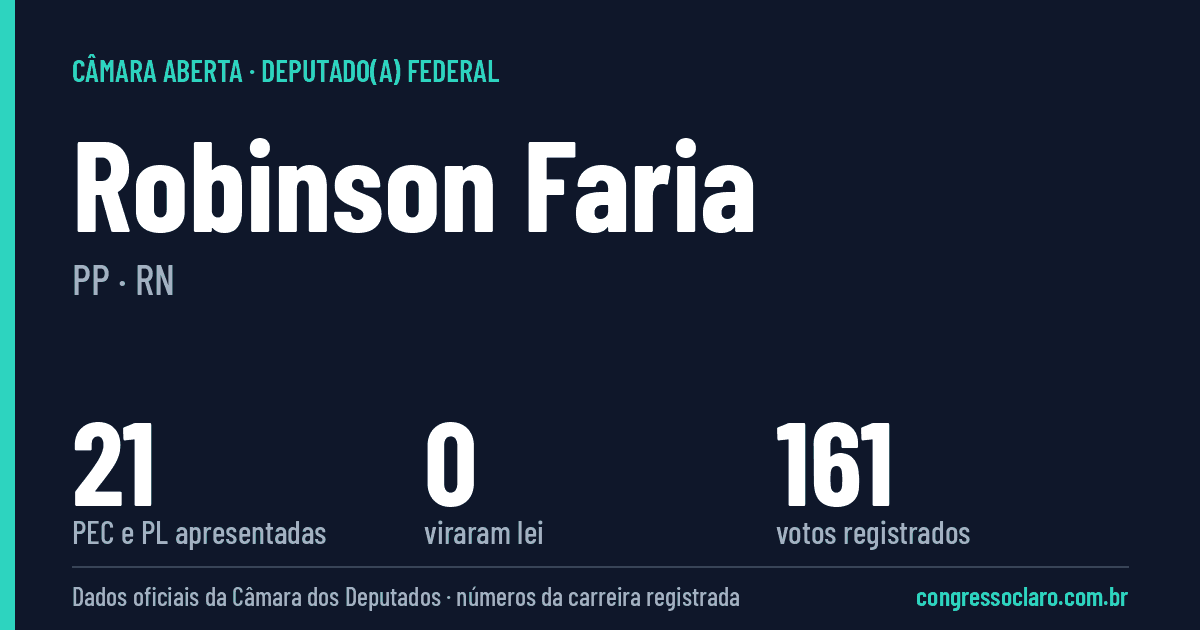 CÂMARA ABERTA · DEPUTADO(A) FEDERAL
Robinson Faria
PP · RN
21 0 161
PEC e PL apresentadas viraram lei votos registrados
Dados oficiais da Câmara dos Deputados · números da carreira registrada congressoclaro.com.br